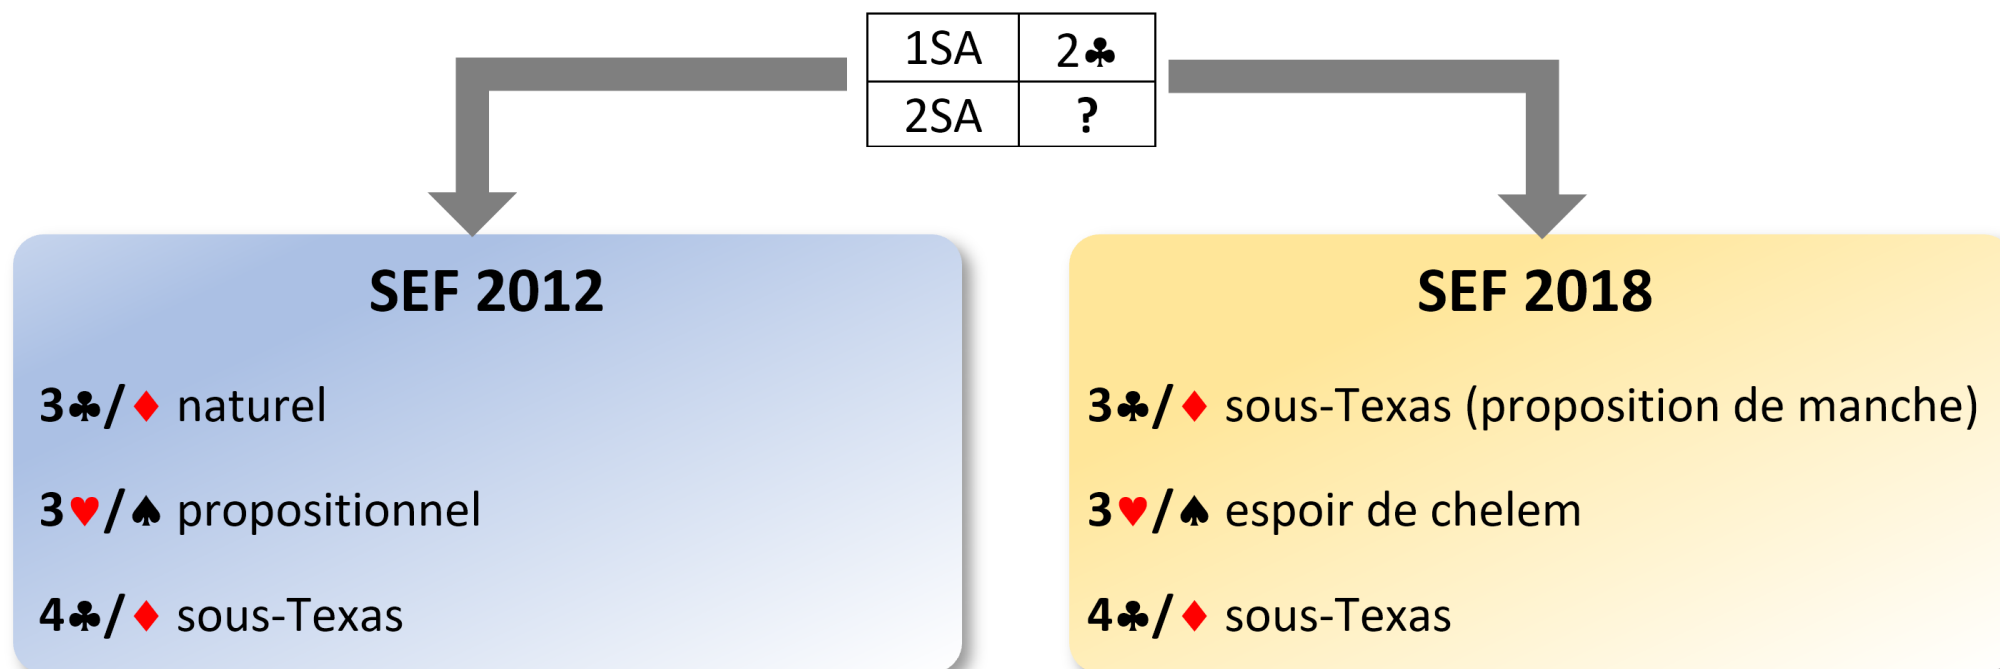 1SA 2♣
2SA ?
SEF 2012
3♣/♦ naturel
3♥/♠ propositionnel
4♣/♦ sous-Texas
SEF 2018
3♣/♦ sous-Texas (proposition de manche)
3♥/♠ espoir de chelem
4♣/♦ sous-Texas